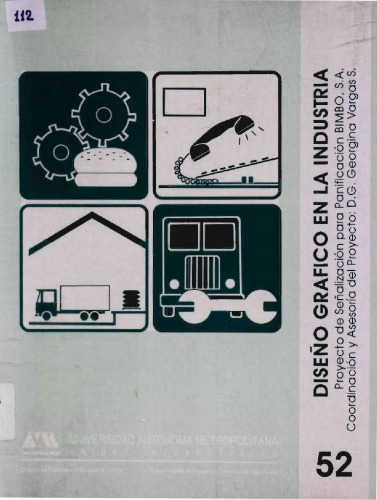 112
DISEÑO GRAFICO EN LA INDUSTRIA
Proyecto de Señalización para Panificación BIMBO, S.A.
Coordinación y Asesoría del Proyecto: D.G. Georgina Vargas S.
UNIVERSIDAD AUTONOMA METROPOLITANA
52